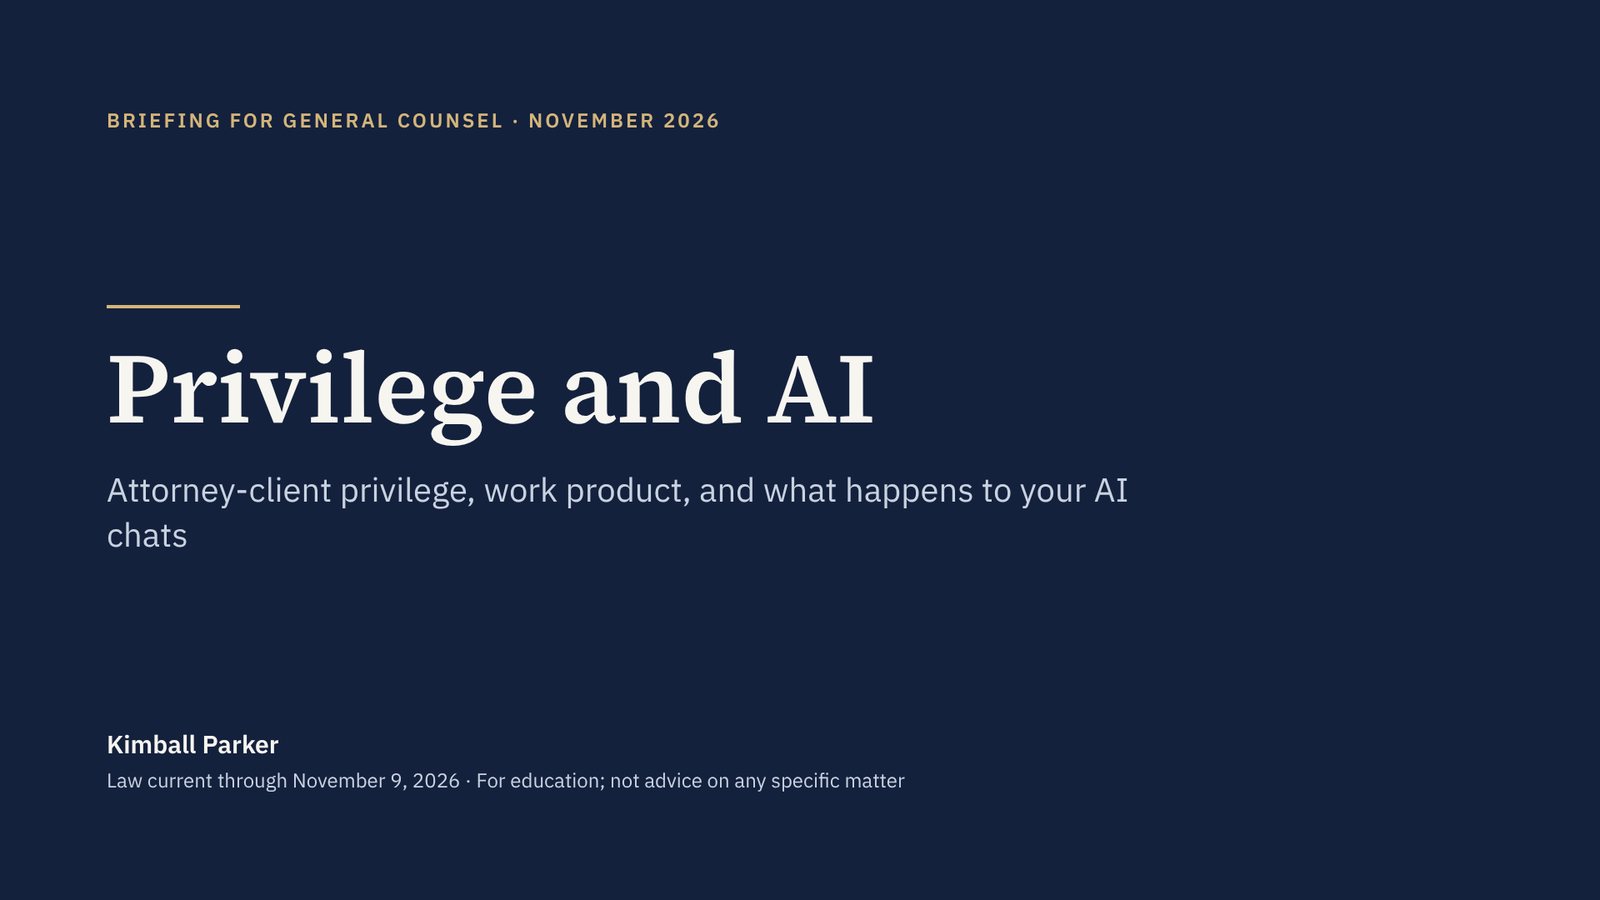 BRIEFING FOR GENERAL COUNSEL · NOVEMBER 2026
Privilege and AI
Attorney-client privilege, work product, and what happens to your AI
chats
Kimball Parker
Law current through November 9, 2026 · For education; not advice on any specific matter